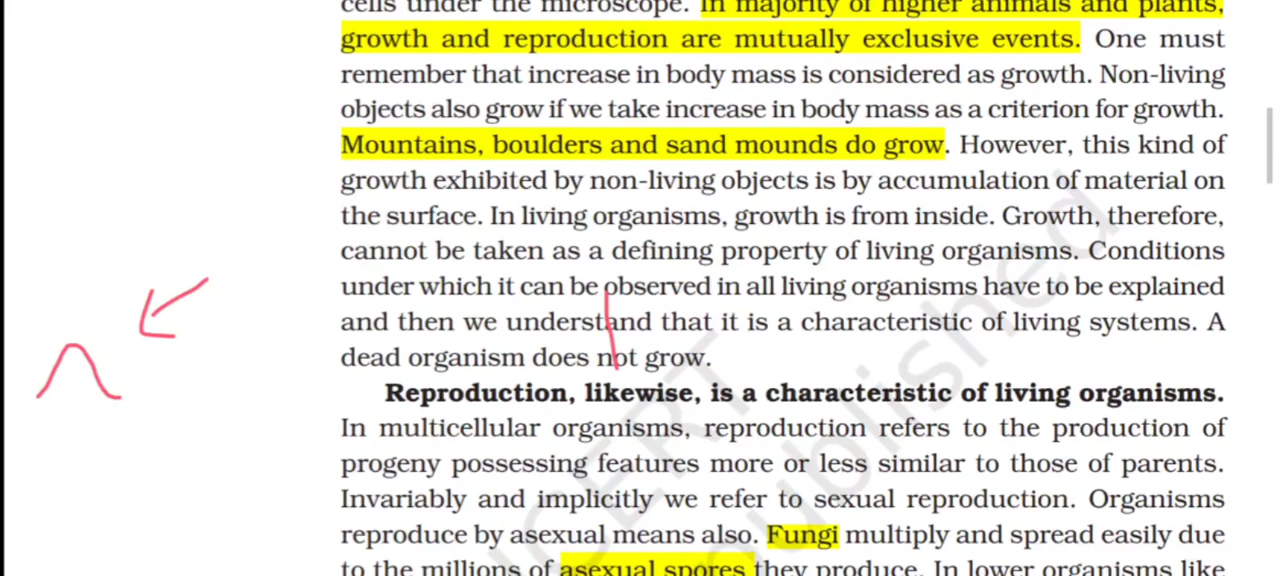 cells under the microscope. In majority of higher animals and plants,
growth and reproduction are mutually exclusive events. One must
remember that increase in body mass is considered as growth. Non-living
objects also grow if we take increase in body mass as a criterion for growth.
Mountains, boulders and sand mounds do grow. However, this kind of
growth exhibited by non-living objects is by accumulation of material on
the surface. In living organisms, growth is from inside. Growth, therefore,
cannot be taken as a defining property of living organisms. Conditions
under which it can be observed in all living organisms have to be explained
and then we understand that it is a characteristic of living systems. A
dead organism does not grow.
Reproduction, likewise, is a characteristic of living organisms.
In multicellular organisms, reproduction refers to the production of
progeny possessing features more or less similar to those of parents.
Invariably and implicitly we refer to sexual reproduction. Organisms
reproduce by asexual means also. Fungi multiply and spread easily due
to the millions of asexual spores they produce. In lower organisms like
NCERT
published